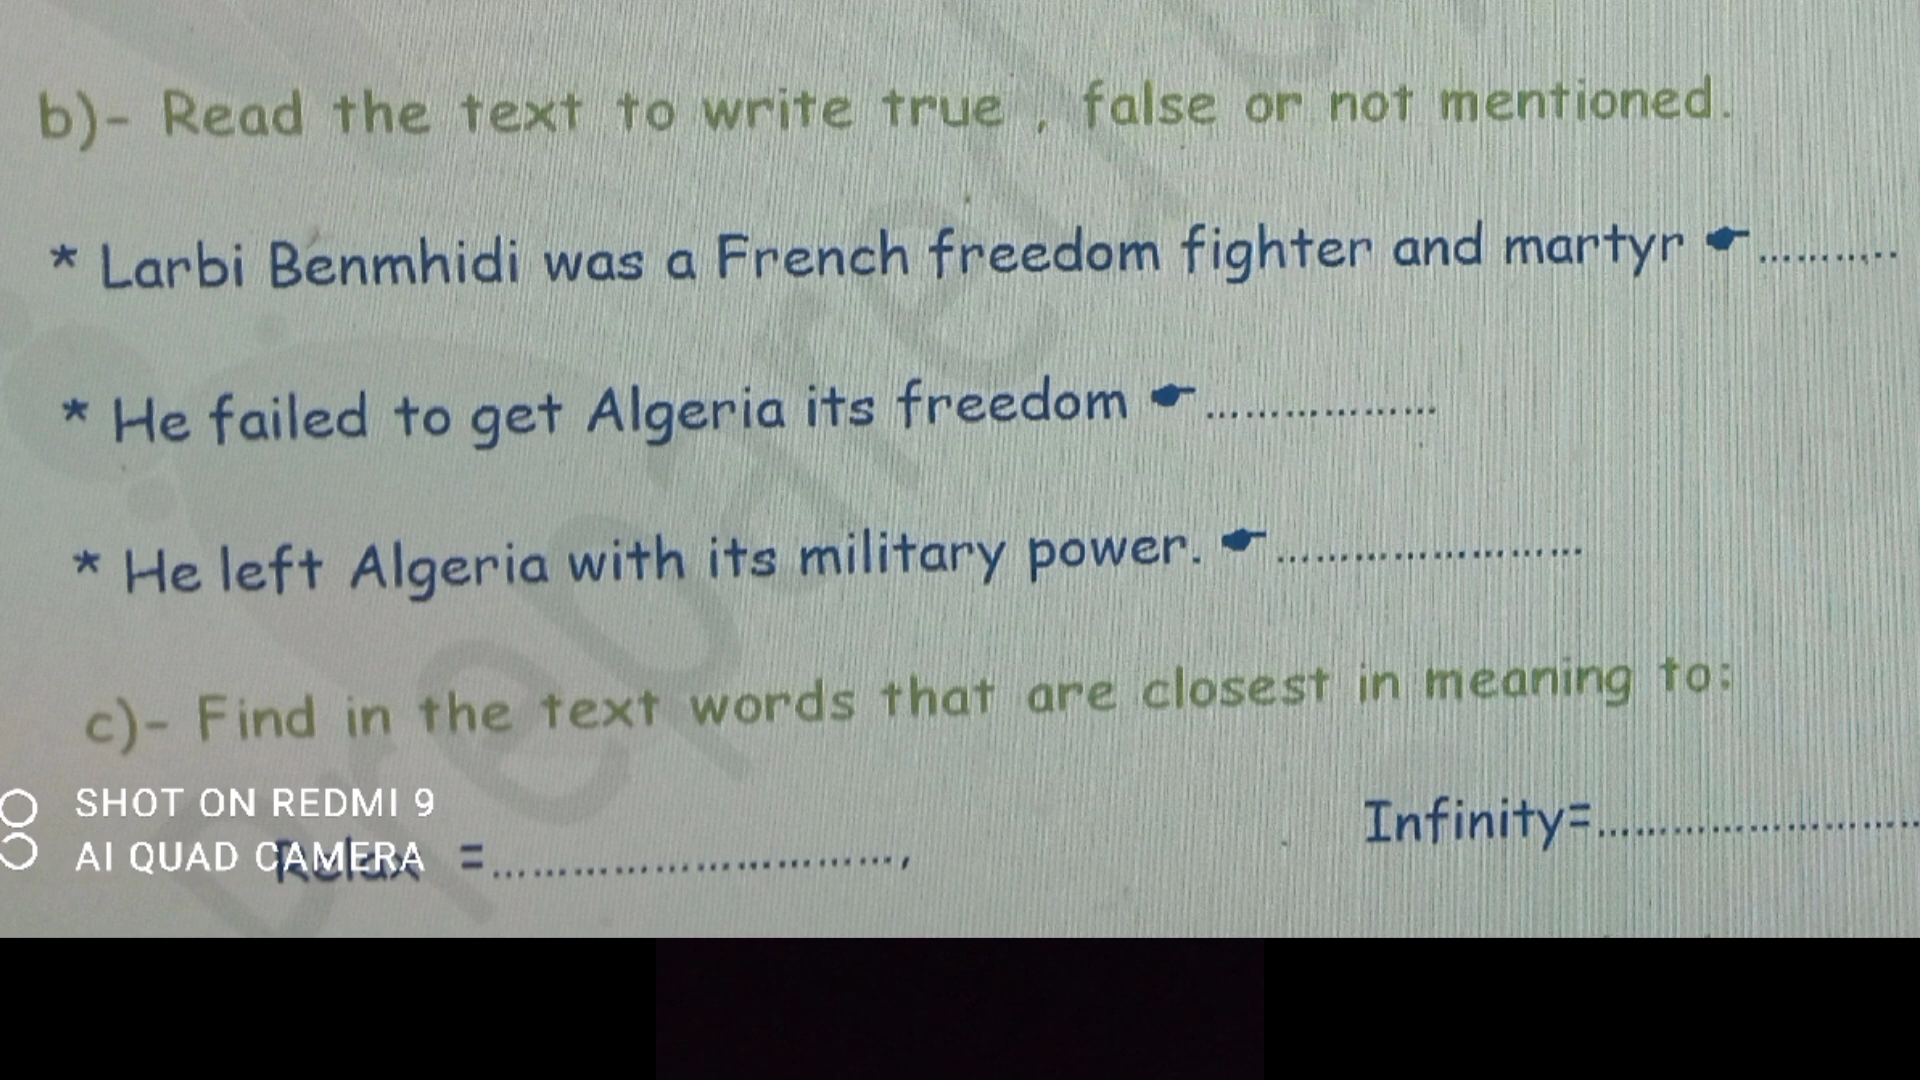 b)- Read the text to write true , false or not mentioned.
* Larbi Benmhidi was a French freedom fighter and martyr ☛...........
* He failed to get Algeria its freedom ☛..................
* He left Algeria with its military power. ☛........................
c)- Find in the text words that are closest in meaning to:
Relax =..............................., Infinity=.........................
SHOT ON REDMI 9
AI QUAD CAMERA